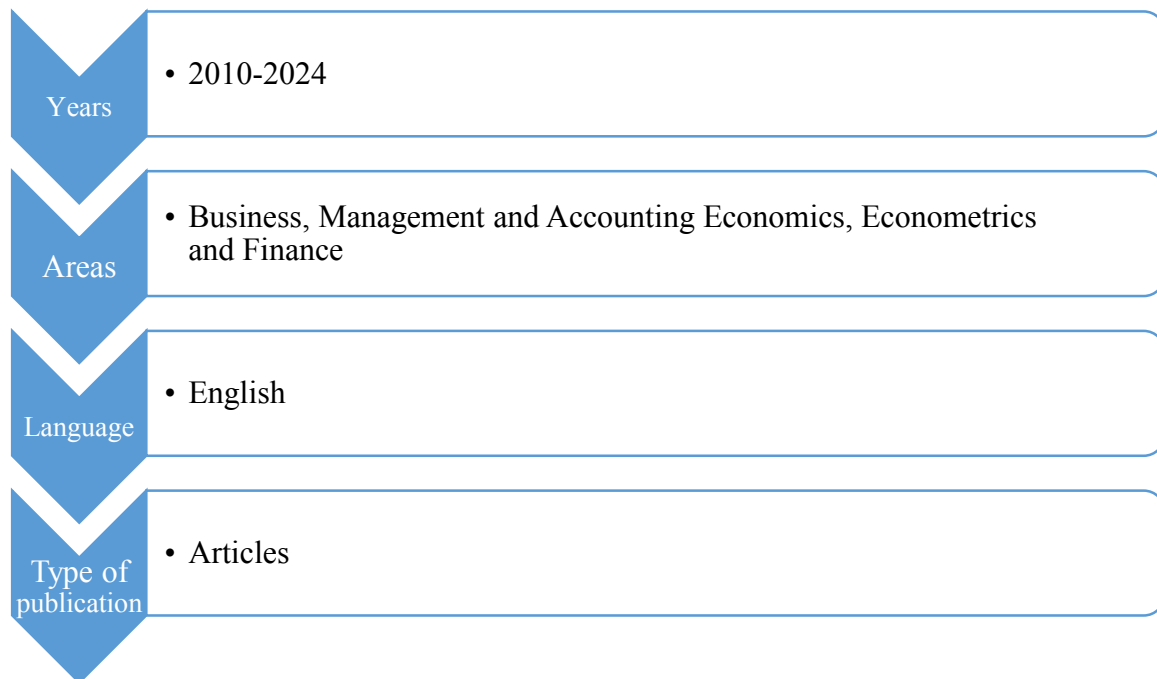 Years
• 2010-2024
Areas
• Business, Management and Accounting Economics, Econometrics
and Finance
Language
• English
Type of
publication
• Articles